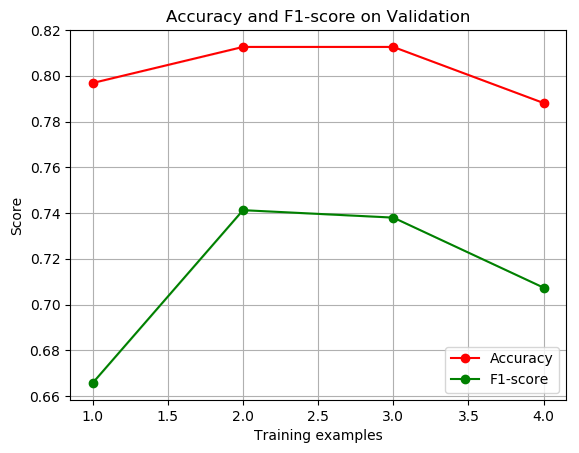 Accuracy and F1-score on Validation
0.82
0.80
0.78
0.76
0.74
0.72
0.70
0.68
0.66
Score
1.0 1.5 2.0 2.5 3.0 3.5 4.0
Training examples
Accuracy
F1-score